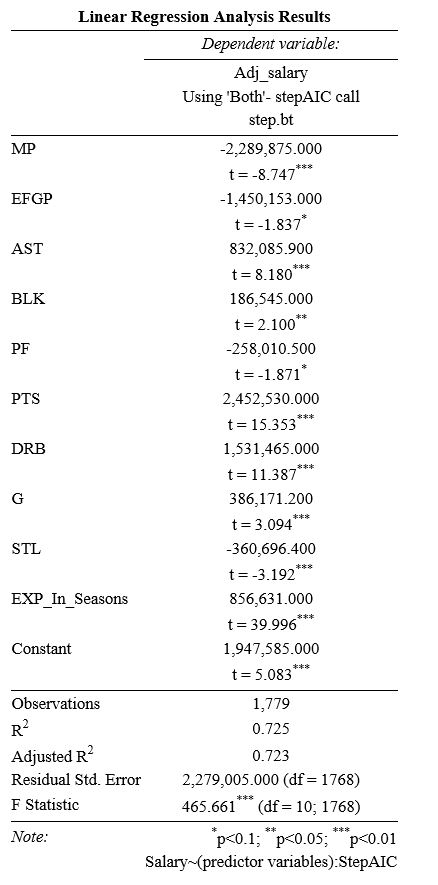 Linear Regression Analysis Results
Dependent variable:
Adj_salary
Using 'Both'- stepAIC call
step.bt
MP -2,289,875.000
t = -8.747***
EFGP -1,450,153.000
t = -1.837*
AST 832,085.900
t = 8.180***
BLK 186,545.000
t = 2.100**
PF -258,010.500
t = -1.871*
PTS 2,452,530.000
t = 15.353***
DRB 1,531,465.000
t = 11.387***
G 386,171.200
t = 3.094***
STL -360,696.400
t = -3.192***
EXP_In_Seasons 856,631.000
t = 39.996***
Constant 1,947,585.000
t = 5.083***
Observations 1,779
R2 0.725
Adjusted R2 0.723
Residual Std. Error 2,279,005.000 (df = 1768)
F Statistic 465.661*** (df = 10; 1768)
Note: *p<0.1; **p<0.05; ***p<0.01
Salary~(predictor variables):StepAIC